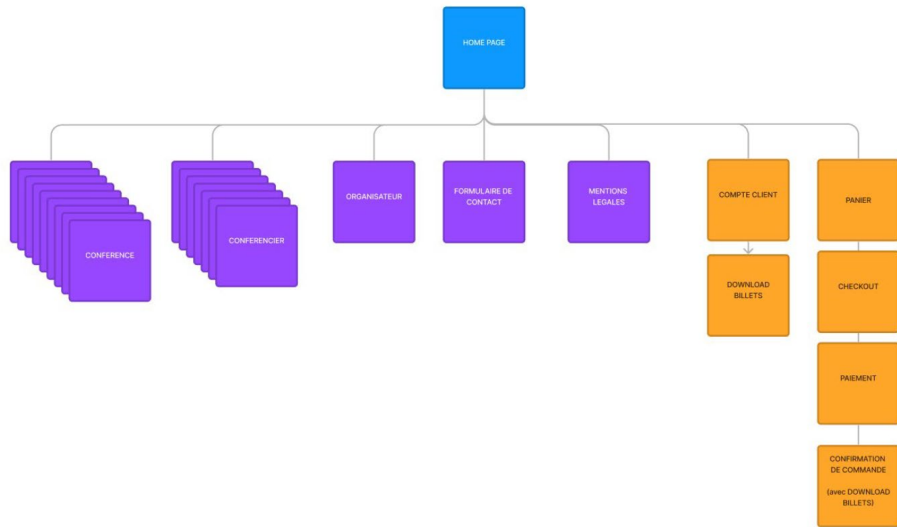 HOME PAGE
CONFERENCE
CONFERENCIER
ORGANISATEUR
FORMULAIRE DE
CONTACT
MENTIONS
LEGALES
COMPTE CLIENT
DOWNLOAD
BILLETS
PANIER
CHECKOUT
PAIEMENT
CONFIRMATION
DE COMMANDE
(avec DOWNLOAD
BILLETS)